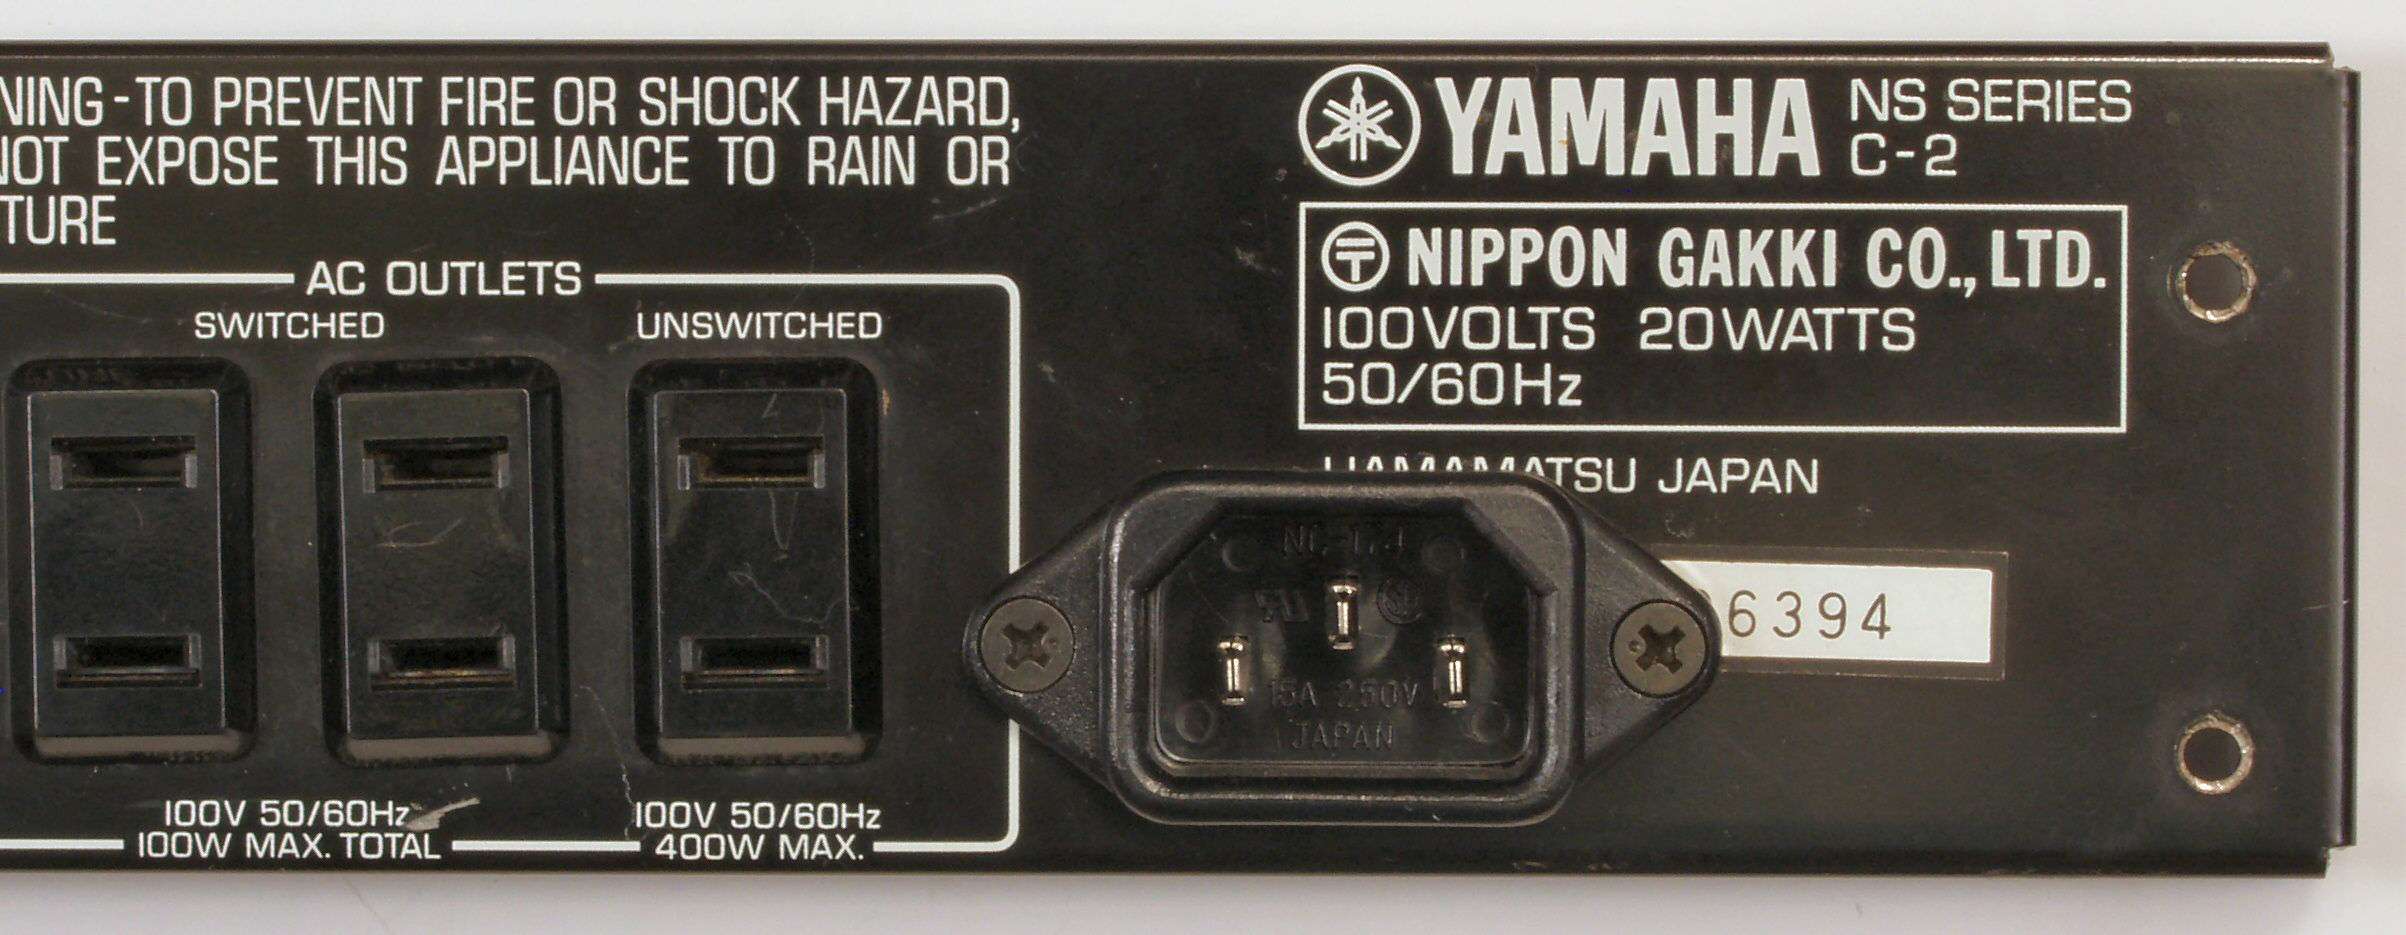 NING-TO PREVENT FIRE OR SHOCK HAZARD,
NOT EXPOSE THIS APPLIANCE TO RAIN OR
TURE
AC OUTLETS
SWITCHED
UNSWITCHED
100V 50/60Hz
100W MAX. TOTAL
100V 50/60Hz
400W MAX.
YAMAHA NS SERIES
C-2
NIPPON GAKKI CO., LTD.
100VOLTS 20WATTS
50/60Hz
HAMAMATSU JAPAN
6394
15A 250V
JAPAN